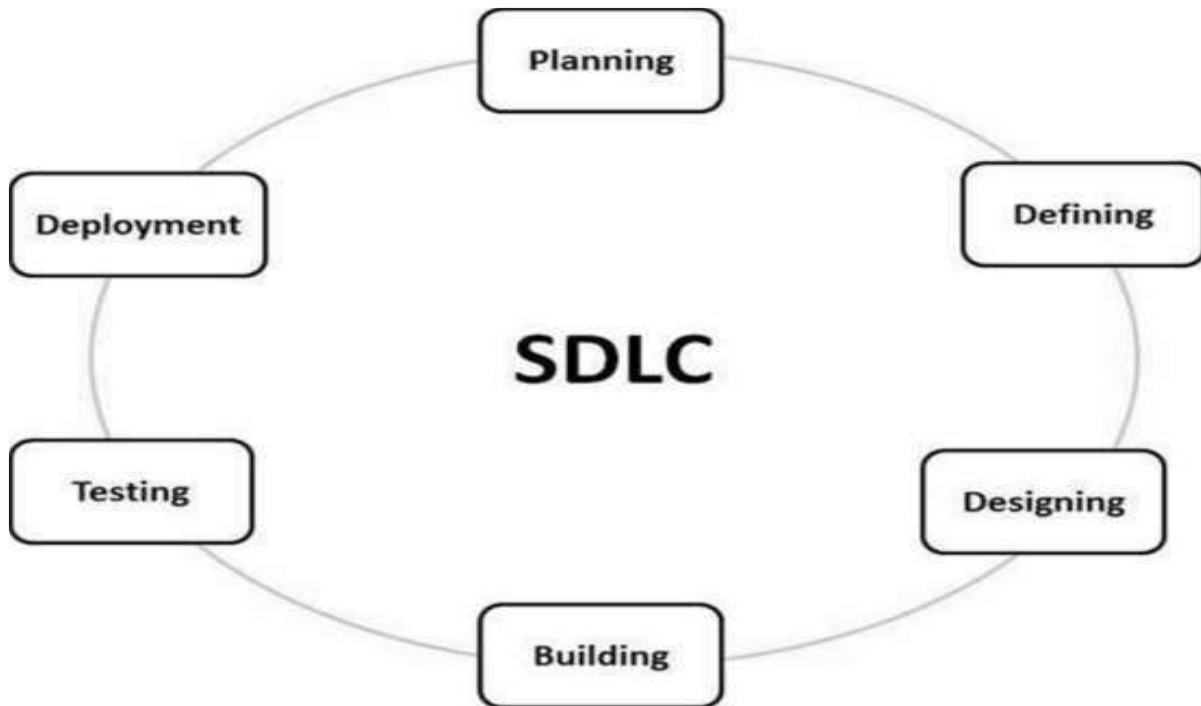 Planning
Defining
Designing
Building
Testing
Deployment
SDLC